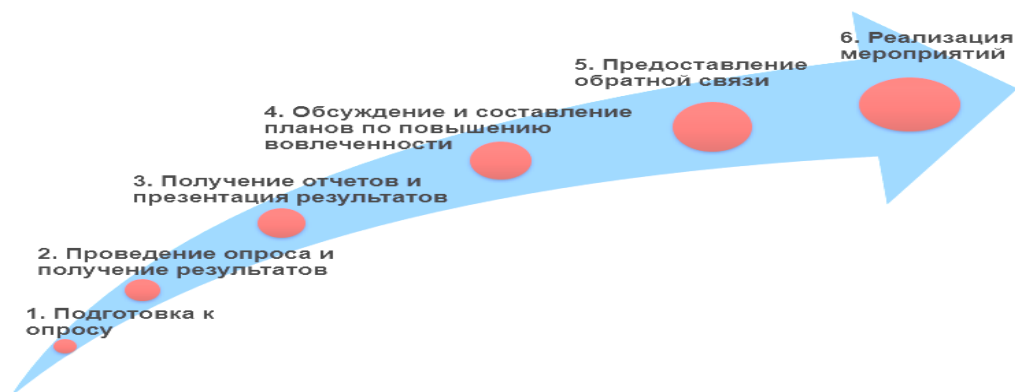 1. Подготовка к
опросу
2. Проведение опроса и
получение результатов
3. Получение отчетов и
презентация результатов
4. Обсуждение и составление
планов по повышению
вовлеченности
5. Предоставление
обратной связи
6. Реализация
мероприятий